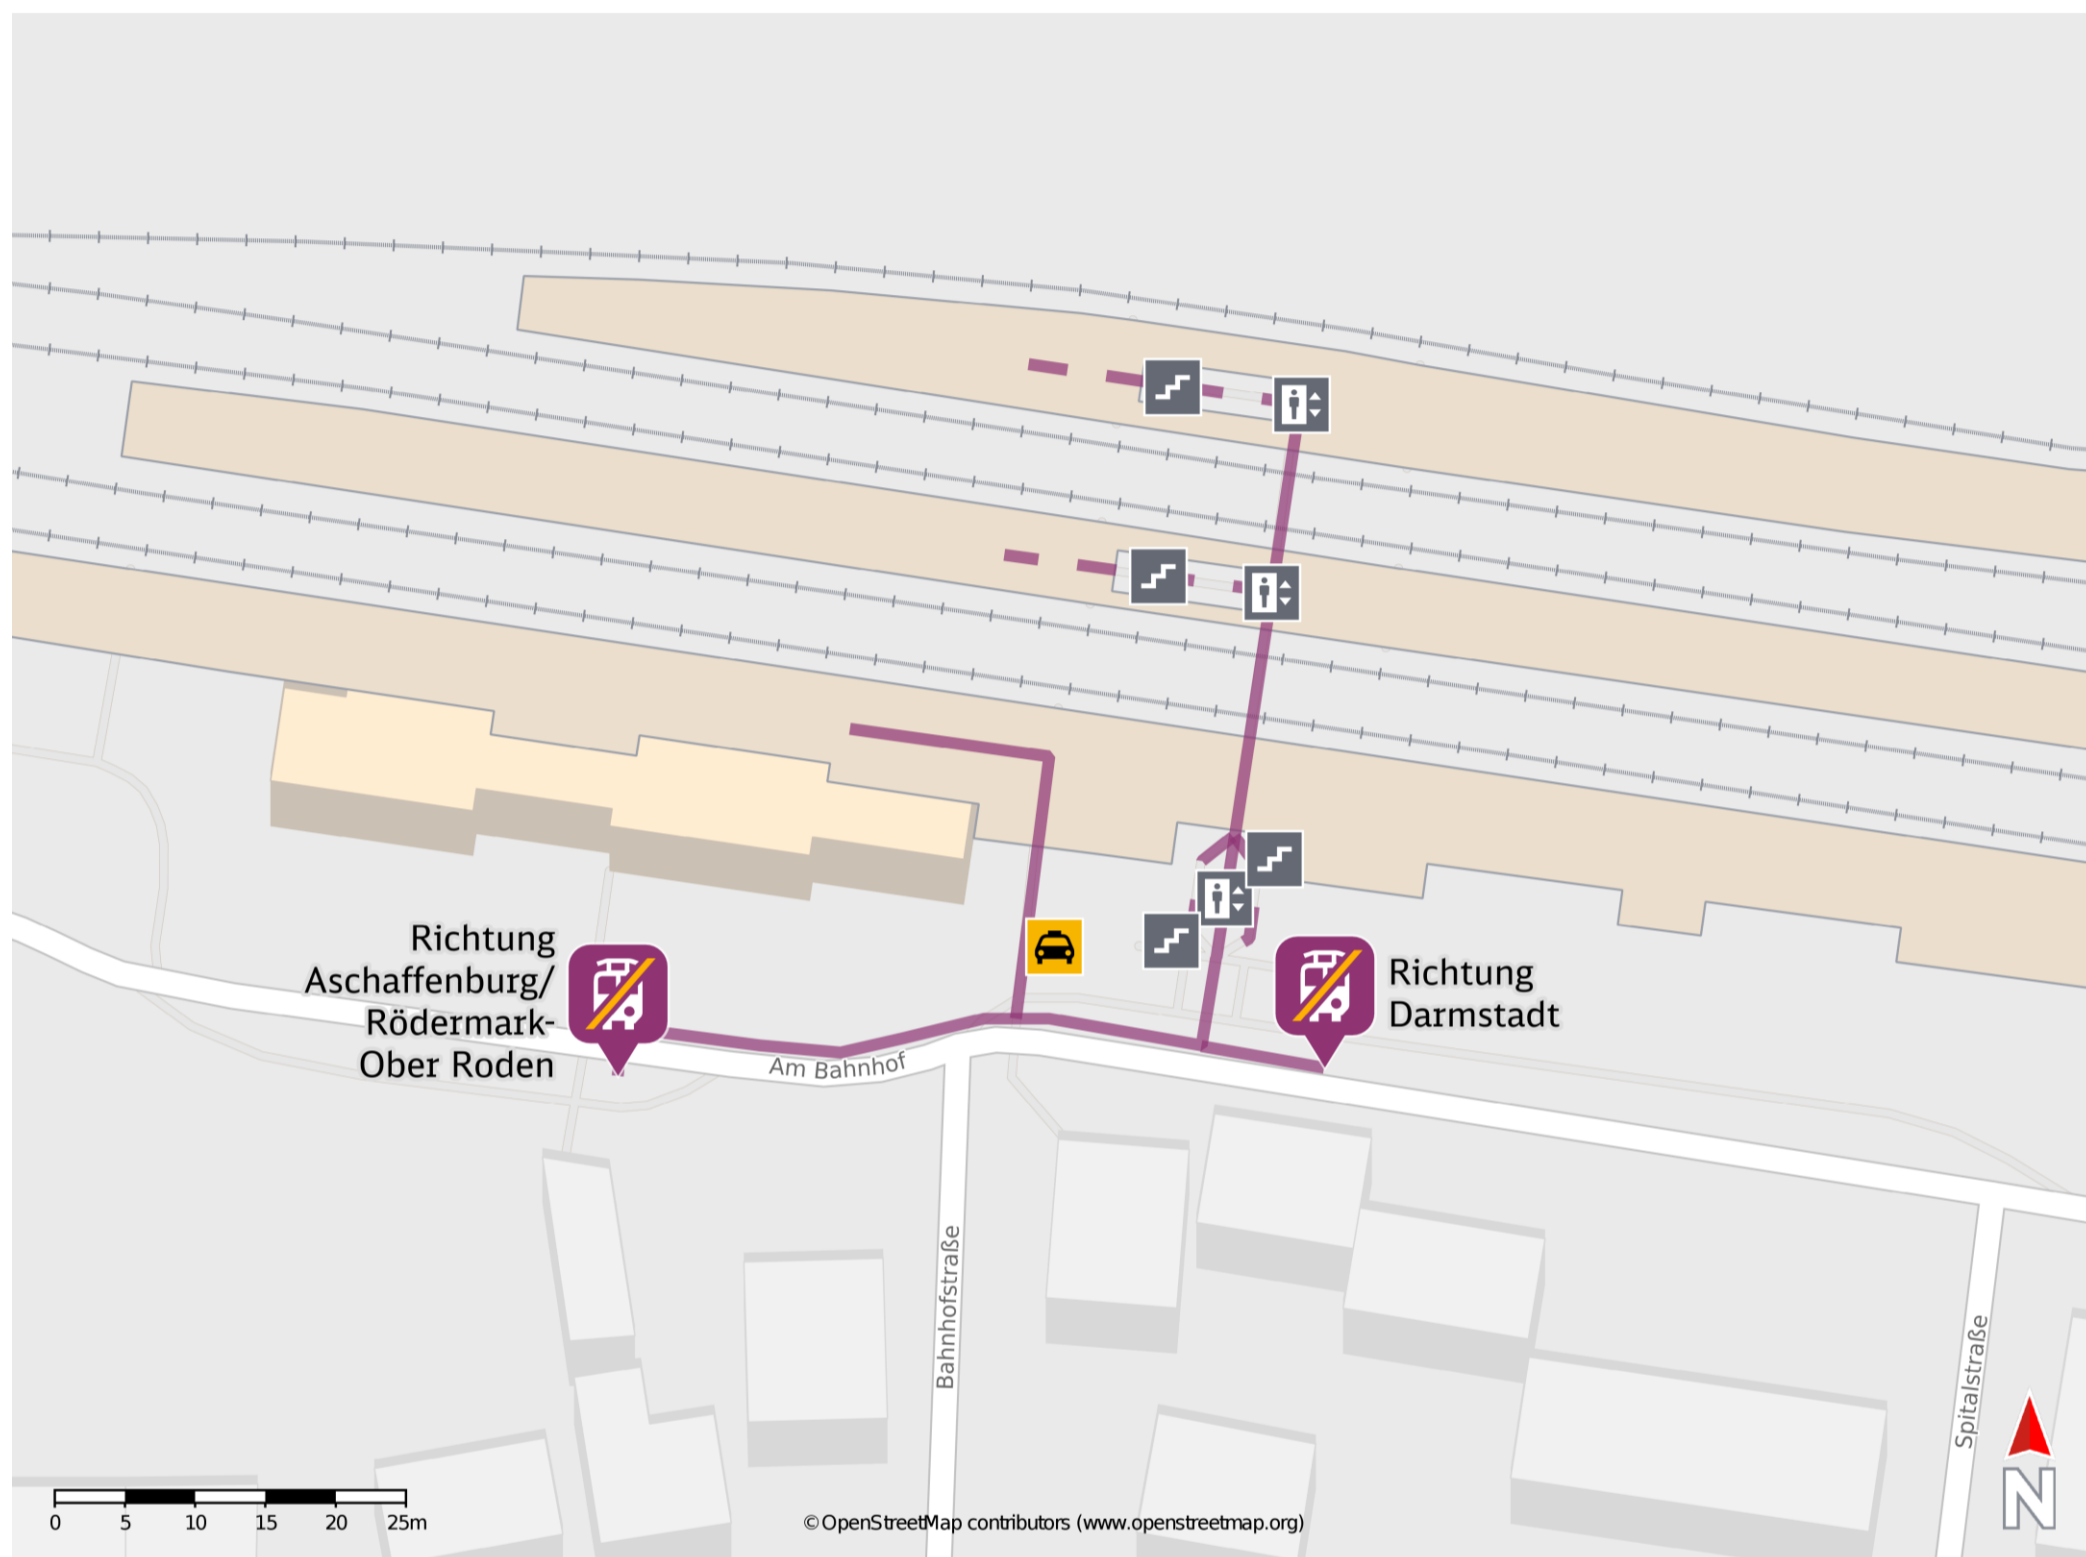 Richtung
Aschaffenburg/
Rödermark-
Ober Roden
Richtung
Darmstadt
Am Bahnhof
Bahnhofstraße
Spitalstraße
0 5 10 15 20 25m
©OpenStreetMap contributors (www.openstreetmap.org)
N